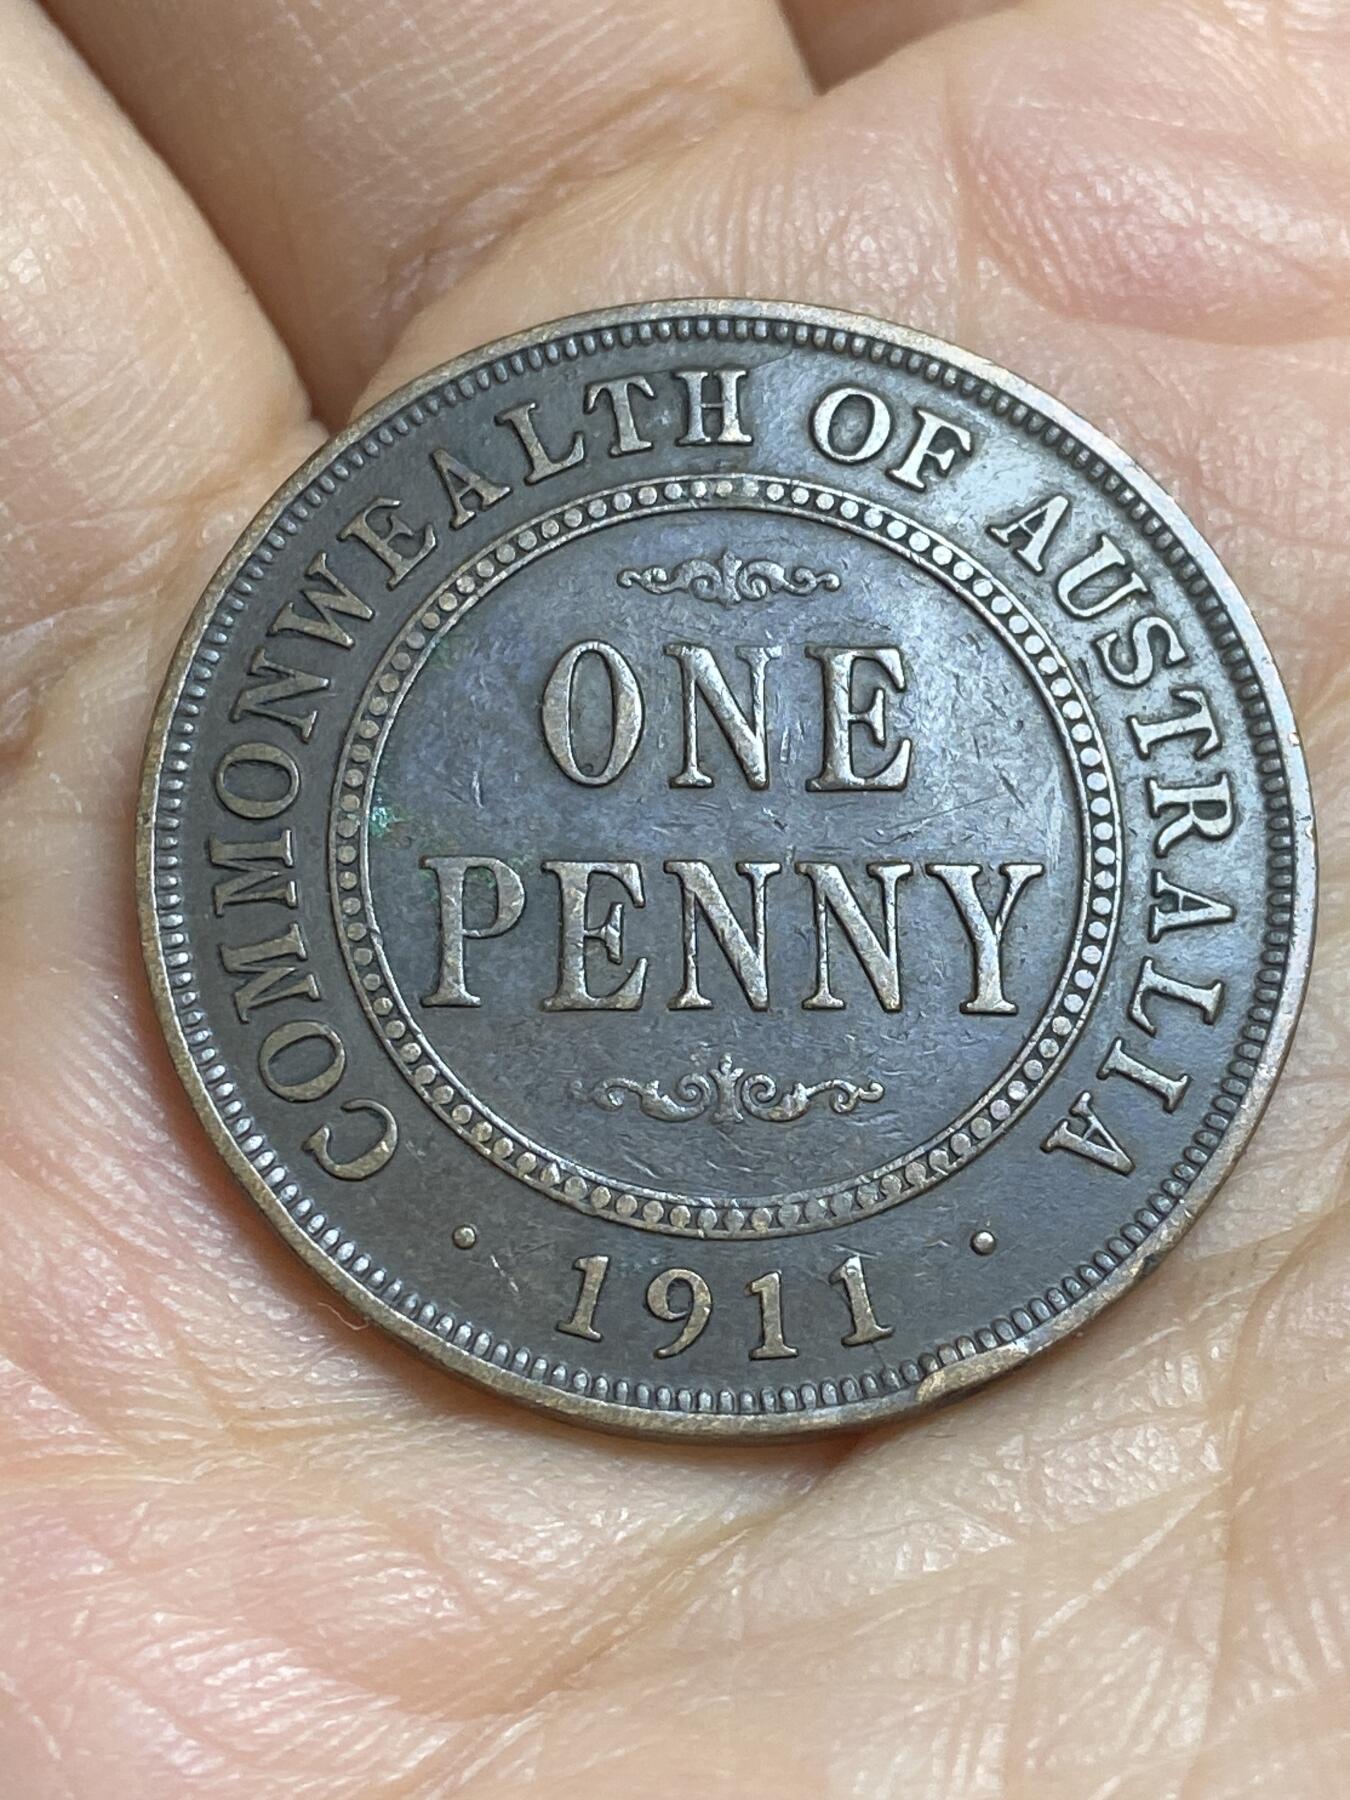 COMMONWEALTH OF AUSTRALIA
ONE
PENNY
· 1911 ·